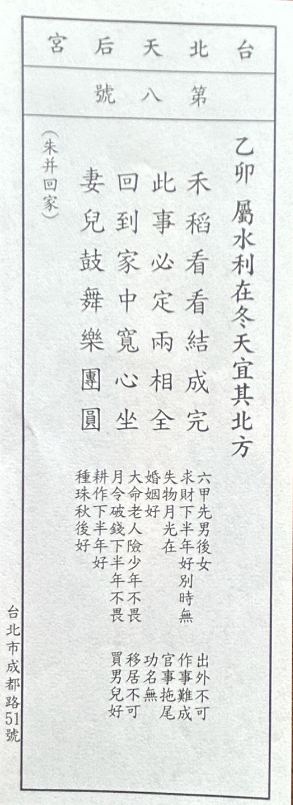 台北天后宮
第八號
乙卯 屬水利在冬天宜其北方
禾稻看看結成完
此事必定兩相全
回到家中寬心坐
妻兒鼓舞樂團圓
（朱并回家）
六甲先男後女
求財下半年好別時無
失物月光在
婚姻好
大命老人險少年不畏
月令破錢下半年不畏
耕作下半年好
種珠秋後好
出外不可
作事難成
官事拖尾
功名無
移居不可
買男兒好
台北市成都路51號